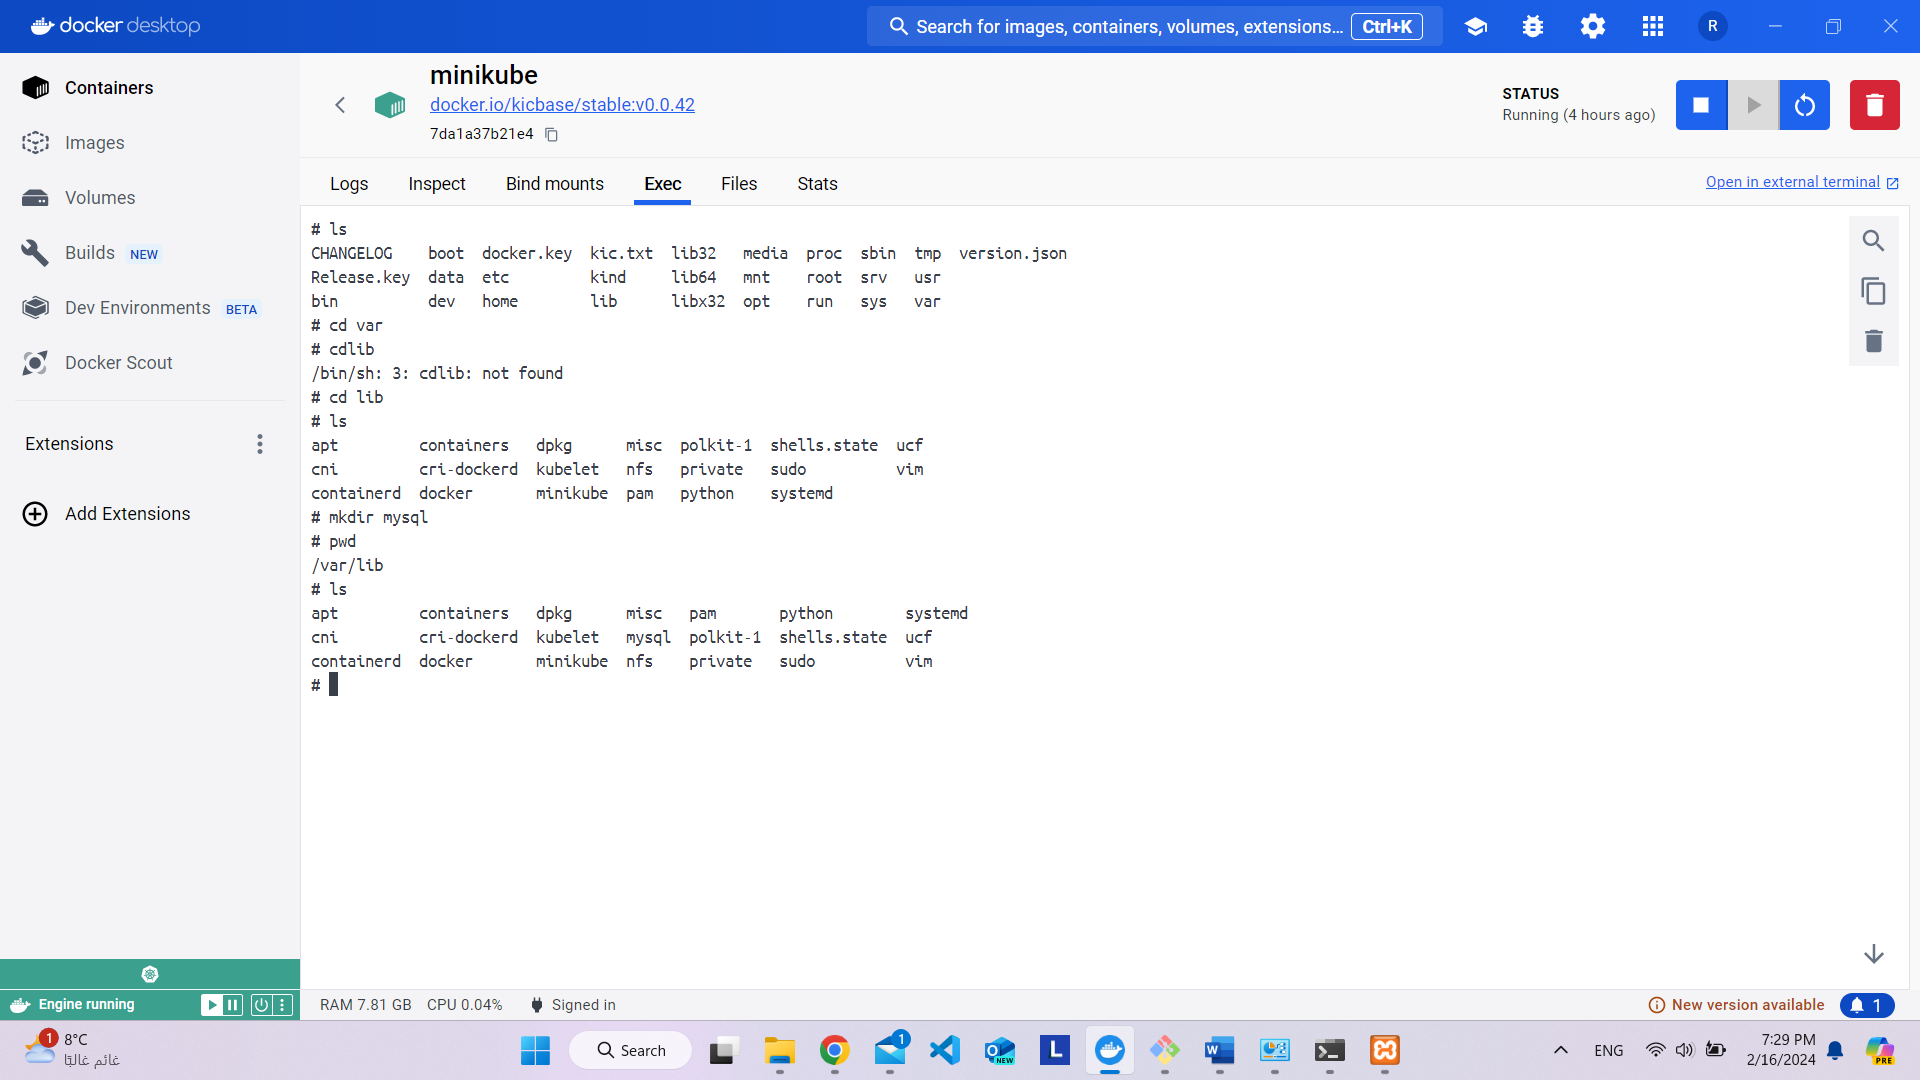 docker desktop
Search for images, containers, volumes, extensions... Ctrl+K
R
Containers
Images
Volumes
Builds NEW
Dev Environments BETA
Docker Scout
Extensions
Add Extensions
minikube
docker.io/kicbase/stable:v0.0.42
7da1a37b21e4
STATUS
Running (4 hours ago)
Logs Inspect Bind mounts Exec Files Stats
Open in external terminal
# ls
CHANGELOG boot docker.key kic.txt lib32 media proc sbin tmp version.json
Release.key data etc kind lib64 mnt root srv usr
bin dev home lib libx32 opt run sys var
# cd var
# cdlib
/bin/sh: 3: cdlib: not found
# cd lib
# ls
apt containers dpkg misc polkit-1 shells.state ucf
cni cri-dockerd kubelet nfs private sudo vim
containerd docker minikube pam python systemd
# mkdir mysql
# pwd
/var/lib
# ls
apt containers dpkg misc pam python systemd
cni cri-dockerd kubelet mysql polkit-1 shells.state ucf
containerd docker minikube nfs private sudo vim
#
Engine running
RAM 7.81 GB CPU 0.04% Signed in
New version available
1
1
8°C
غائم غالبًا
Search
1
NEW
L
W
ENG
7:29 PM
2/16/2024
PRE